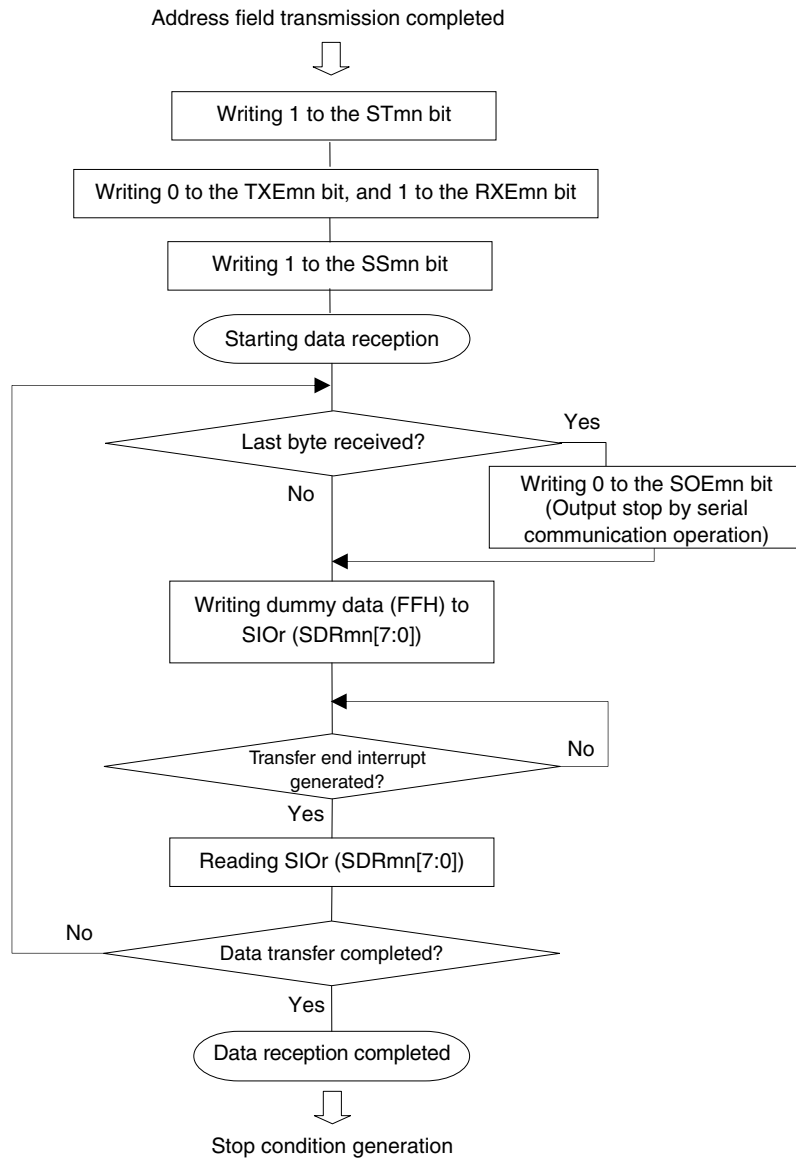 Address field transmission completed
Writing 1 to the STmn bit
Writing 0 to the TXEmn bit, and 1 to the RXEmn bit
Writing 1 to the SSmn bit
Starting data reception
Last byte received?
Yes
No
Writing 0 to the SOEmn bit
(Output stop by serial
communication operation)
Writing dummy data (FFH) to
SIOr (SDRmn[7:0])
Transfer end interrupt
generated?
No
Yes
Reading SIOr (SDRmn[7:0])
No
Data transfer completed?
Yes
Data reception completed
Stop condition generation